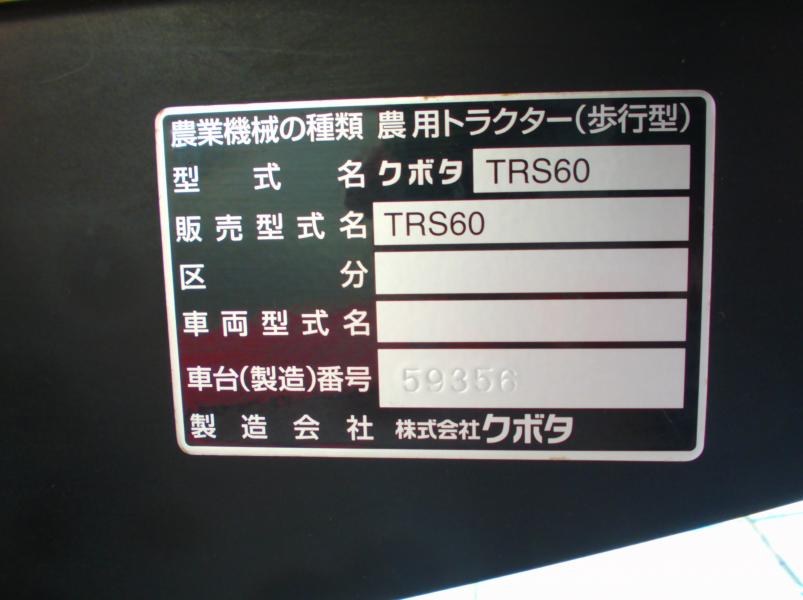 農業機械の種類 農用トラクター(歩行型)
型式名 クボタ TRS60
販売型式名 TRS60
区分
車両型式名
車台(製造)番号 59356
製造会社 株式会社クボタ